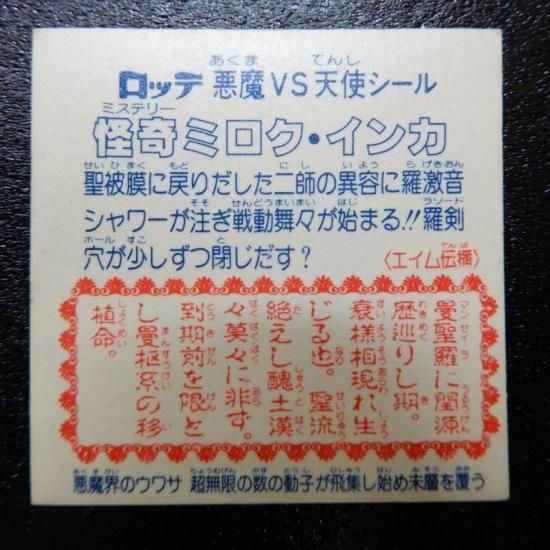 ロッテ 悪魔VS天使シール
怪奇ミロク・インカ
聖被膜に戻りだした二師の異容に羅激音
シャワーが注ぎ戦動舞々が始まる!!羅剣
穴が少しずつ閉じだす?
〈エイム伝播〉
曼聖羅に閏源
歴巡りし期。
衰様相現れ生
じる也。聖流
絶えし醜土漠
々莫々に非ず。
到期前を限と
し曼枢系の移
植命。
悪魔界のウワサ 超無限の数の動子が飛集し始め未層を覆う